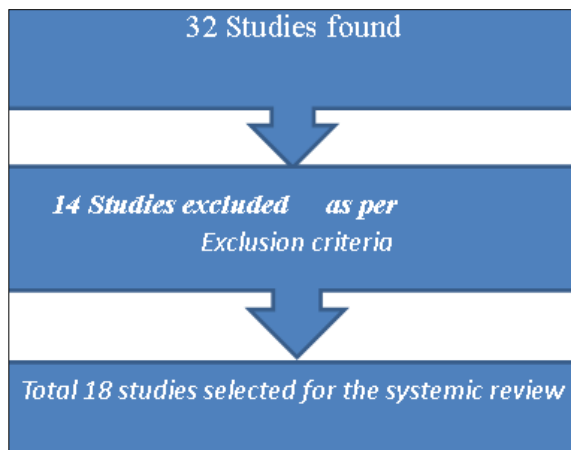 32 Studies found
14 Studies excluded as per
Exclusion criteria
Total 18 studies selected for the systemic review